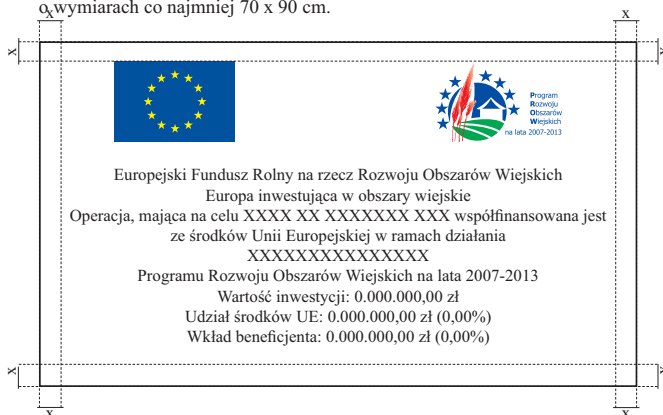 o wymiarach co najmniej 70 x 90 cm.
x x
x x
Program
Rozwoju
Obszarów
Wiejskich
na lata 2007-2013
Europejski Fundusz Rolny na rzecz Rozwoju Obszarów Wiejskich
Europa inwestująca w obszary wiejskie
Operacja, mająca na celu XXXX XX XXXXXXX XXX współfinansowana jest
ze środków Unii Europejskiej w ramach działania
XXXXXXXXXXXXXXX
Programu Rozwoju Obszarów Wiejskich na lata 2007-2013
Wartość inwestycji: 0.000.000,00 zł
Udział środków UE: 0.000.000,00 zł (0,00%)
Wkład beneficjenta: 0.000.000,00 zł (0,00%)
x x
x x